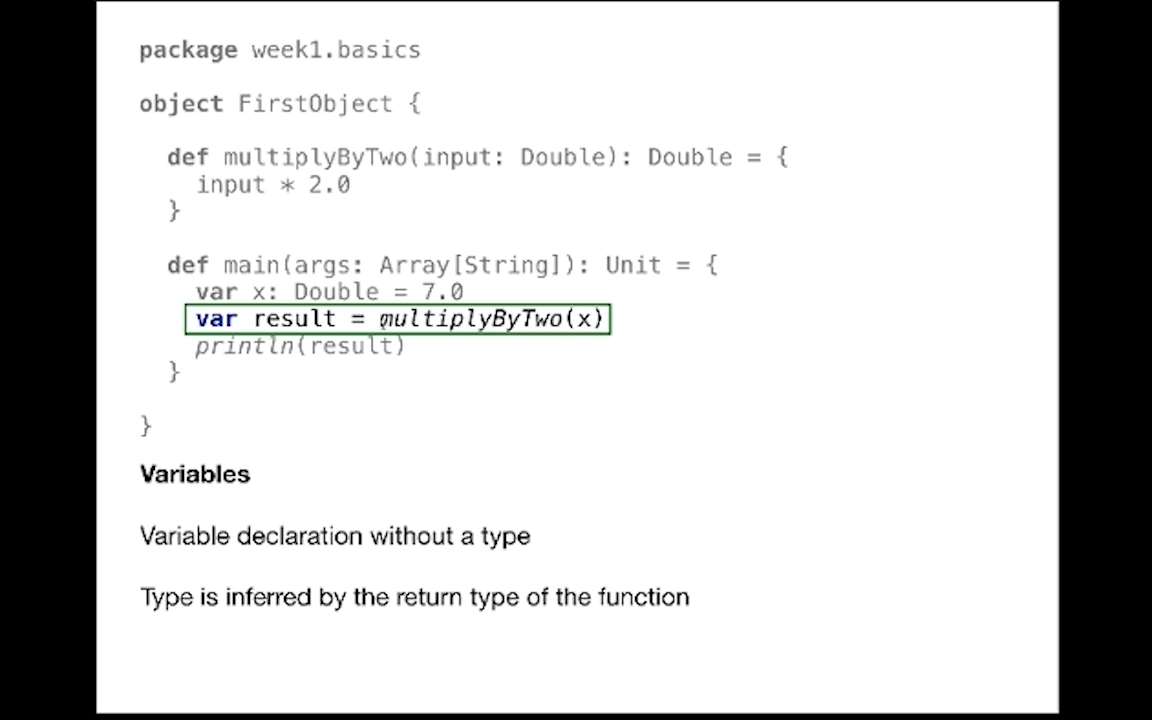 package week1.basics
object FirstObject {
def multiplyByTwo(input: Double): Double = {
input * 2.0
}
def main(args: Array[String]): Unit = {
var x: Double = 7.0
var result = multiplyByTwo(x)
println(result)
}
}
Variables
Variable declaration without a type
Type is inferred by the return type of the function